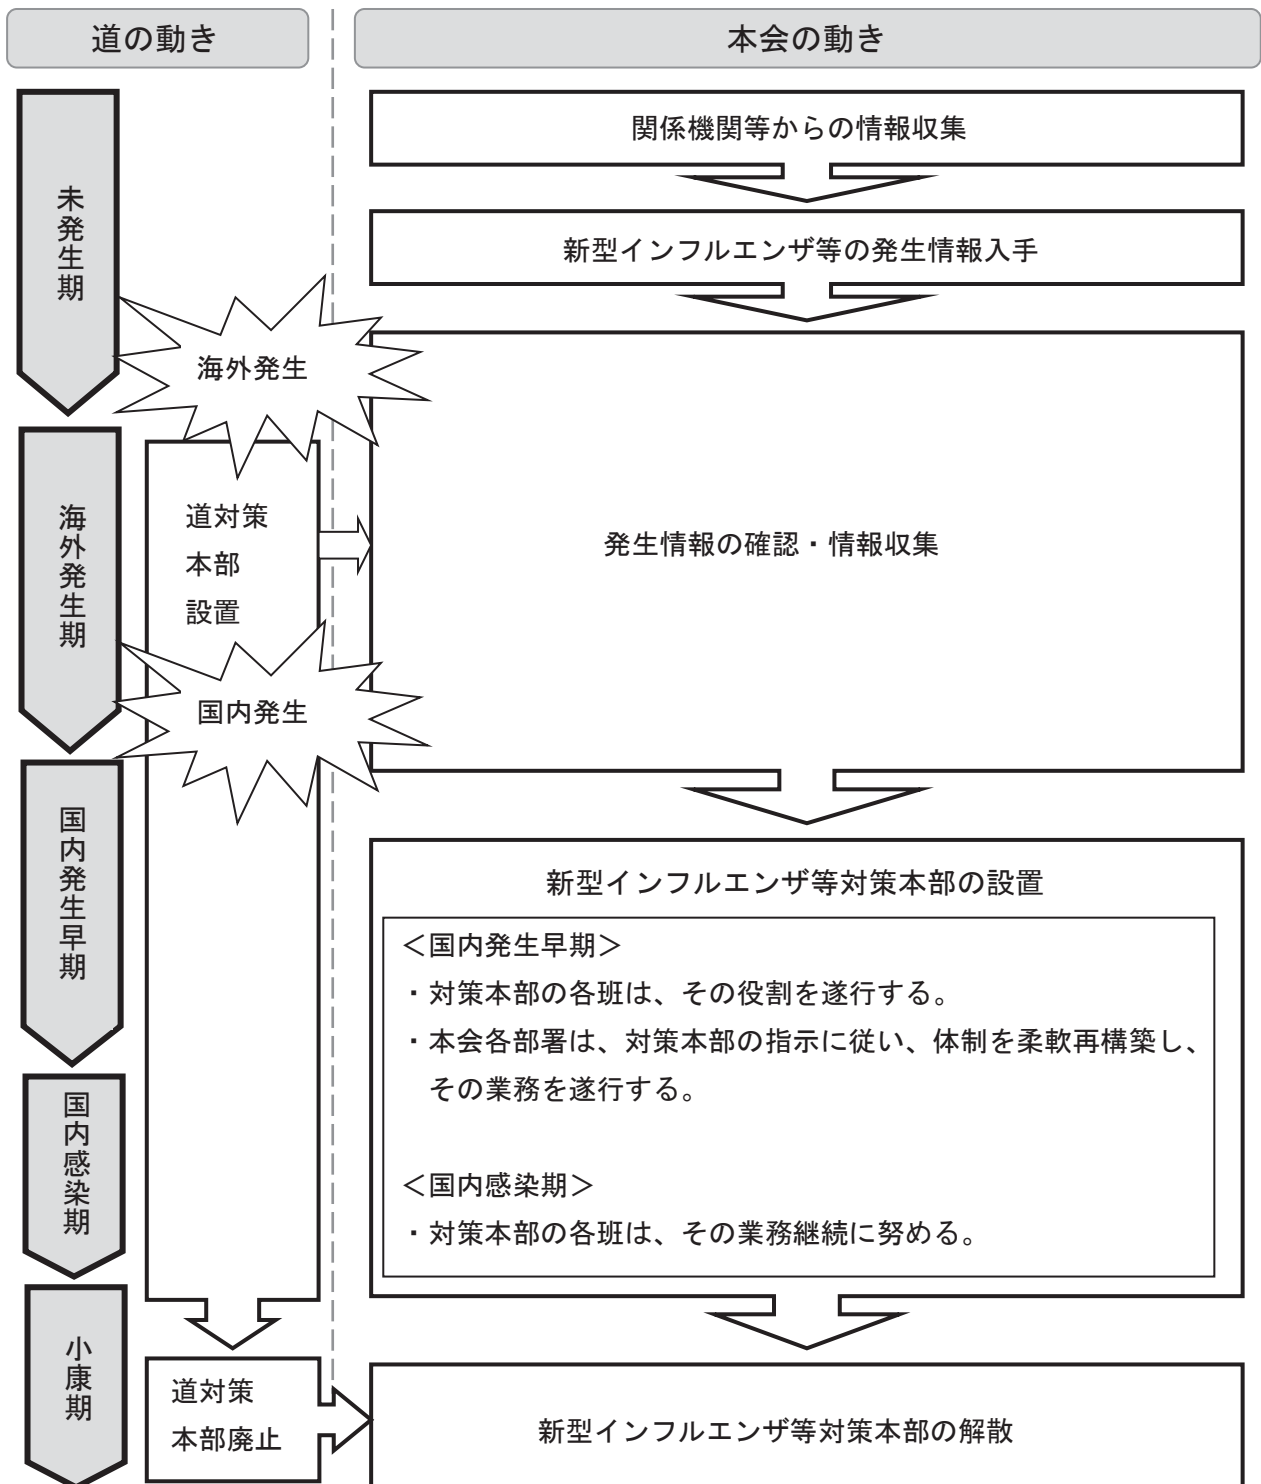 道の動き
本会の動き
未発生期
関係機関等からの情報収集
新型インフルエンザ等の発生情報入手
海外発生
海外発生期
道対策
本部
設置
発生情報の確認・情報収集
国内発生
国内発生早期
新型インフルエンザ等対策本部の設置
＜国内発生早期＞
・対策本部の各班は、その役割を遂行する。
・本会各部署は、対策本部の指示に従い、体制を柔軟再構築し、
その業務を遂行する。
国内感染期
＜国内感染期＞
・対策本部の各班は、その業務継続に努める。
小康期
道対策
本部廃止
新型インフルエンザ等対策本部の解散